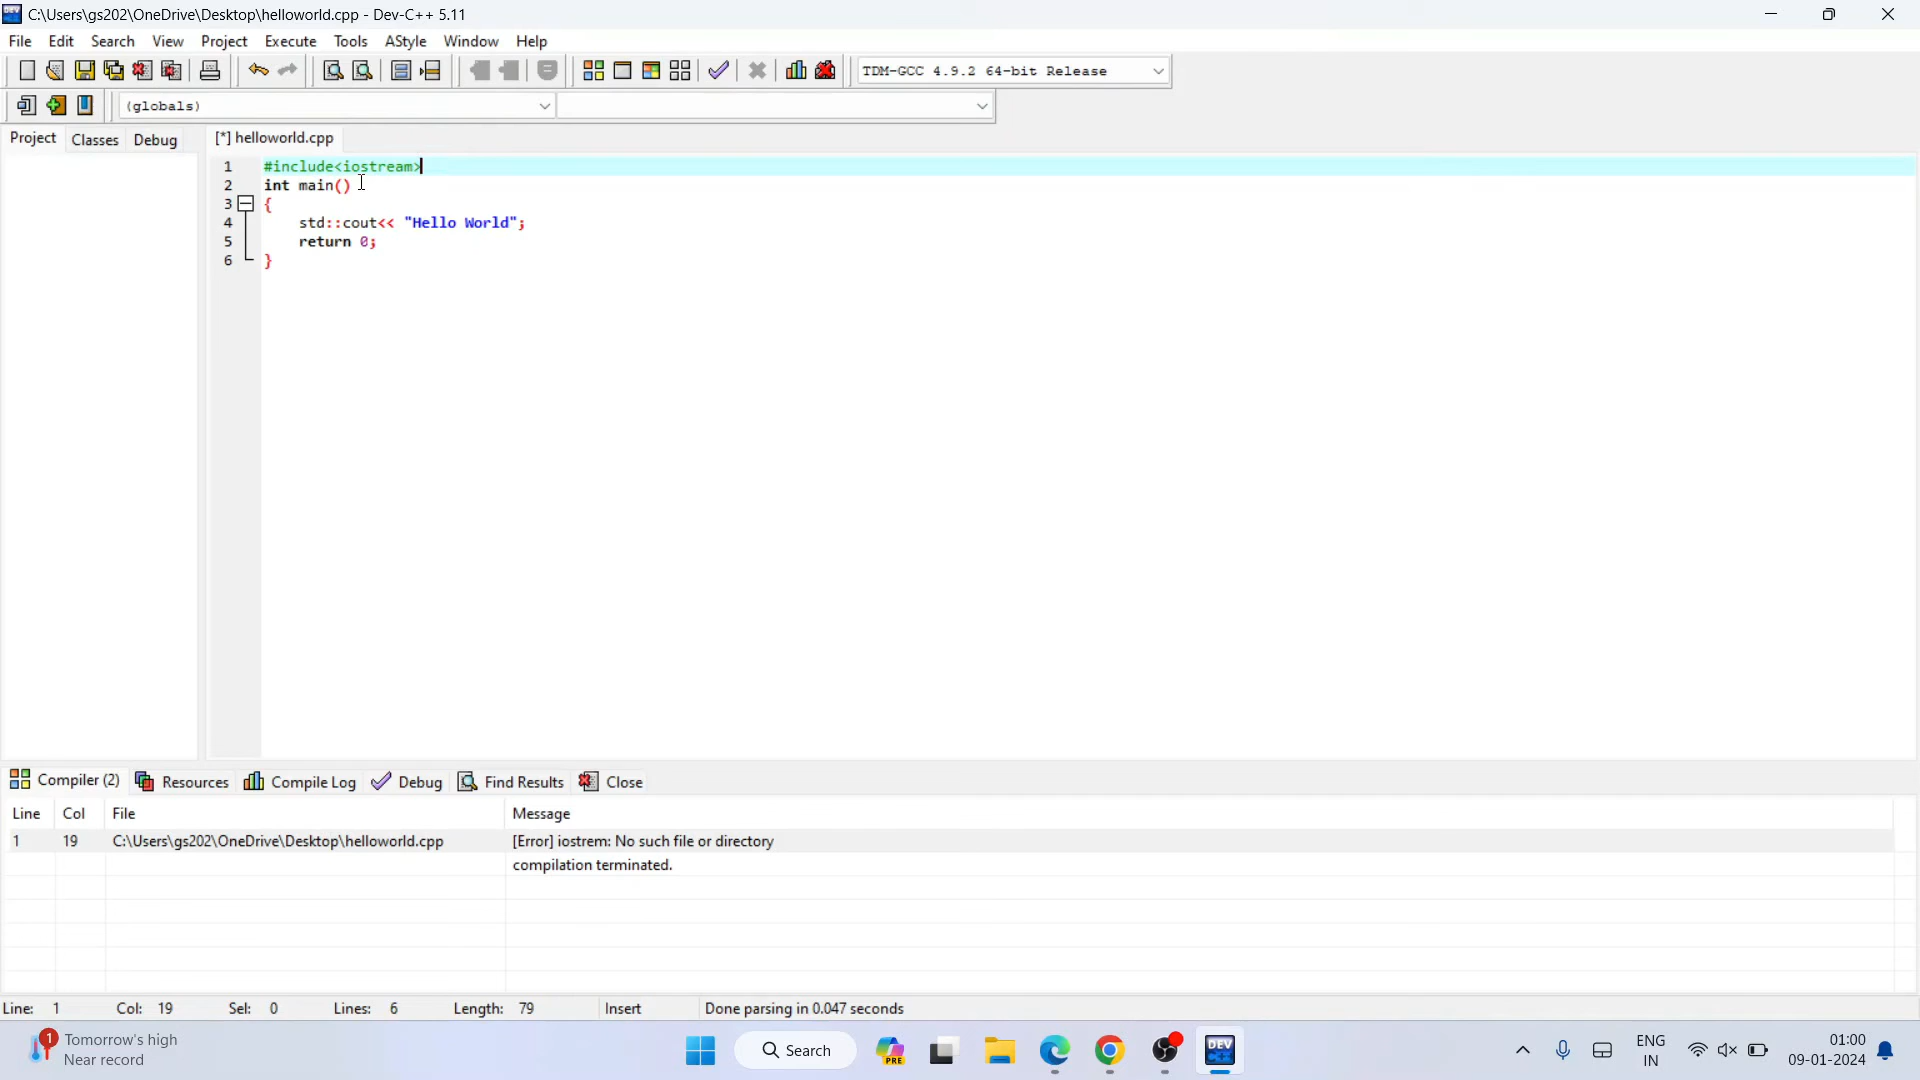 C:\Users\gs202\OneDrive\Desktop\helloworld.cpp - Dev-C++ 5.11
File Edit Search View Project Execute Tools AStyle Window Help
TDM-GCC 4.9.2 64-bit Release
(globals)
Project Classes Debug [*] helloworld.cpp
1 #include<iostream>
2 int main()
3 {
4 std::cout<< "Hello World";
5 return 0;
6 }
Compiler (2) Resources Compile Log Debug Find Results Close
Line Col File Message
1 19 C:\Users\gs202\OneDrive\Desktop\helloworld.cpp [Error] iostrem: No such file or directory
compilation terminated.
Line: 1 Col: 19 Sel: 0 Lines: 6 Length: 79 Insert Done parsing in 0.047 seconds
1 Tomorrow's high
Near record
Search
PRE
DEV
C++
ENG
IN
01:00
09-01-2024